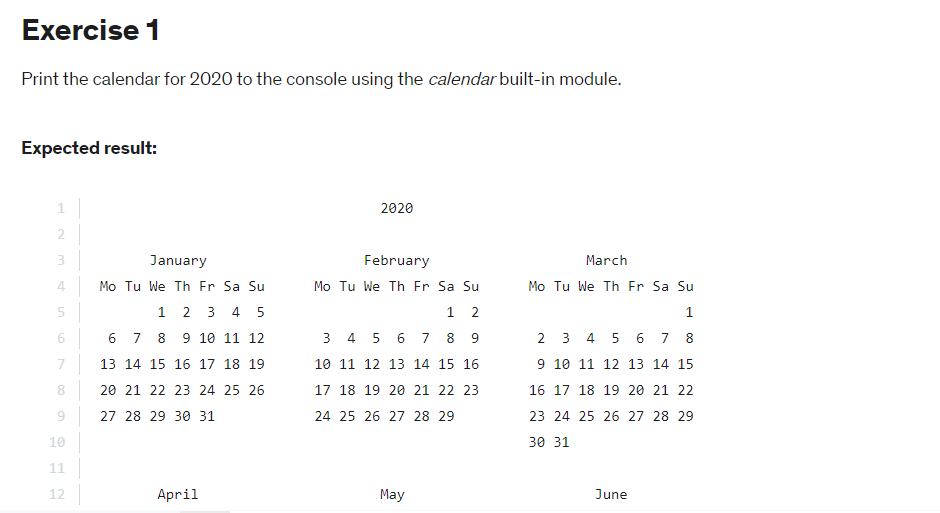 Exercise 1
Print the calendar for 2020 to the console using the calendar built-in module.
Expected result:
1                                   2020
2
3       January                   February                   March
4 Mo Tu We Th Fr Sa Su      Mo Tu We Th Fr Sa Su      Mo Tu We Th Fr Sa Su
5        1  2  3  4  5                      1  2                         1
6  6  7  8  9 10 11 12       3  4  5  6  7  8  9       2  3  4  5  6  7  8
7 13 14 15 16 17 18 19      10 11 12 13 14 15 16       9 10 11 12 13 14 15
8 20 21 22 23 24 25 26      17 18 19 20 21 22 23      16 17 18 19 20 21 22
9 27 28 29 30 31            24 25 26 27 28 29         23 24 25 26 27 28 29
10                                                    30 31
11
12       April                     May                       June